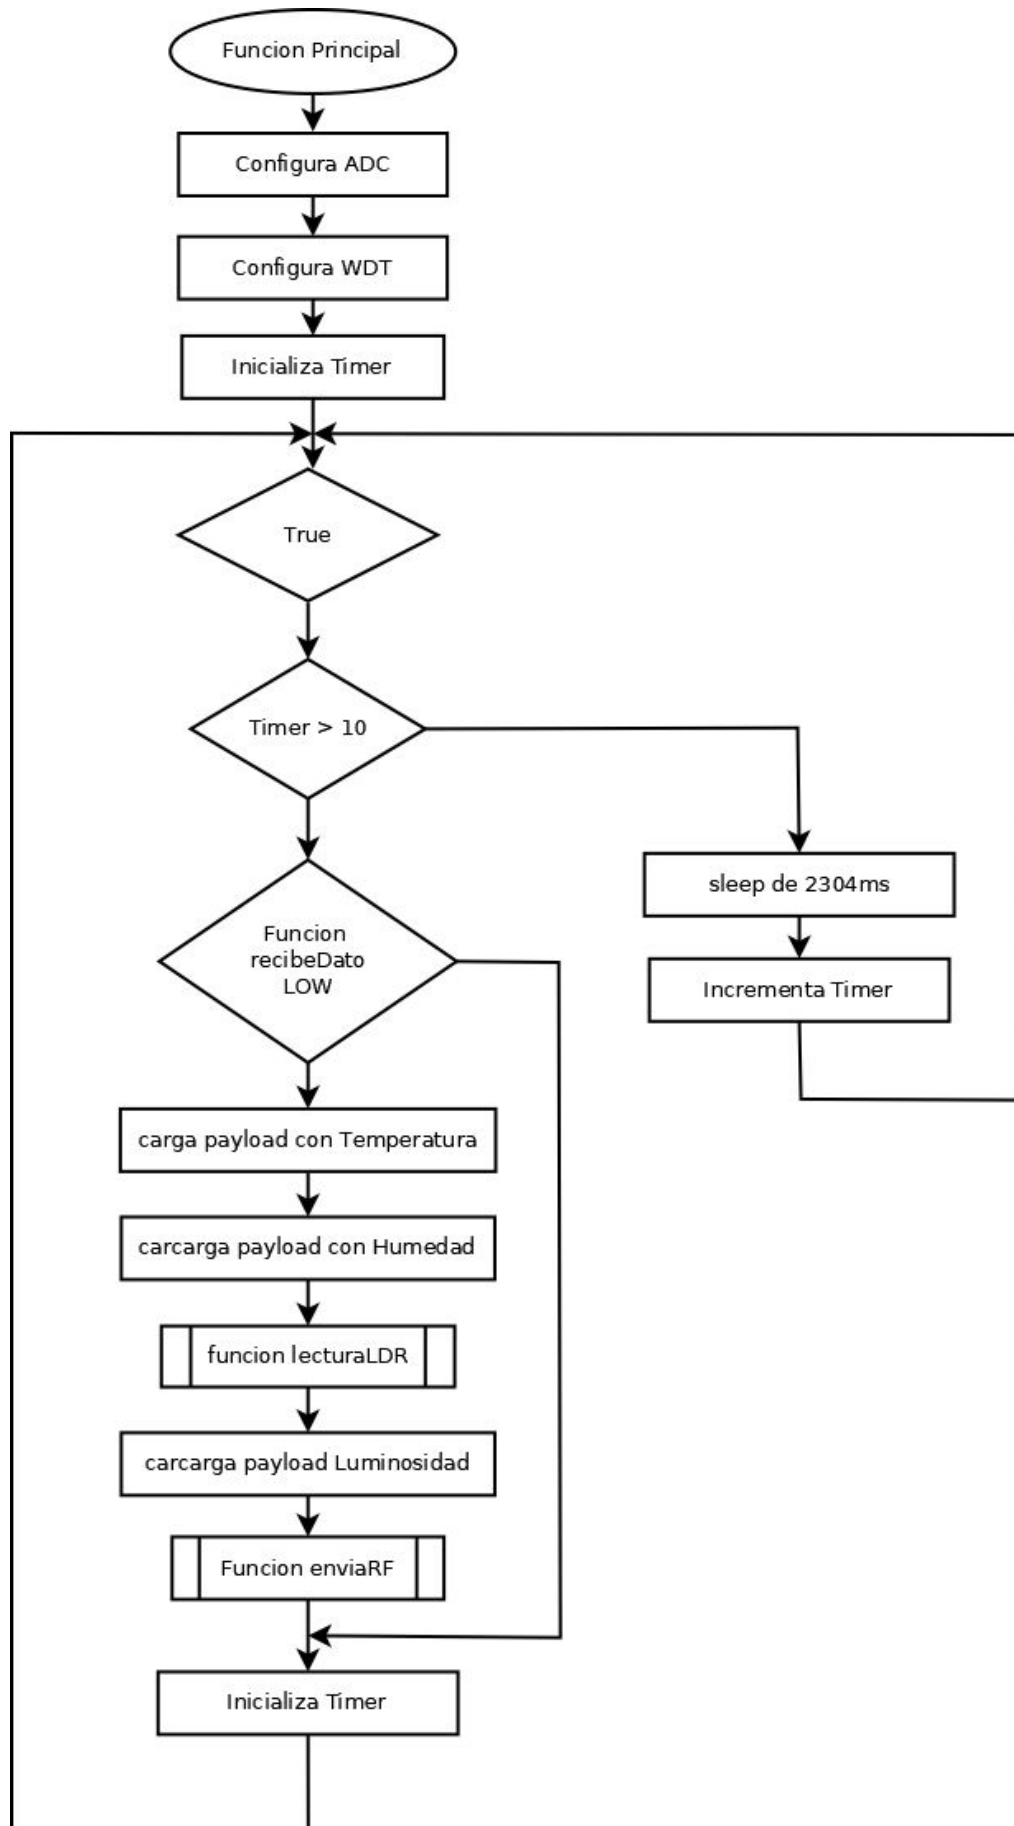 Funcion Principal
Configura ADC
Configura WDT
Inicializa Timer
True
Timer > 10
Funcion
recibeDato
LOW
sleep de 2304ms
Incrementa Timer
carga payload con Temperatura
carcarga payload con Humedad
funcion lecturaLDR
carcarga payload Luminosidad
Funcion enviaRF
Inicializa Timer